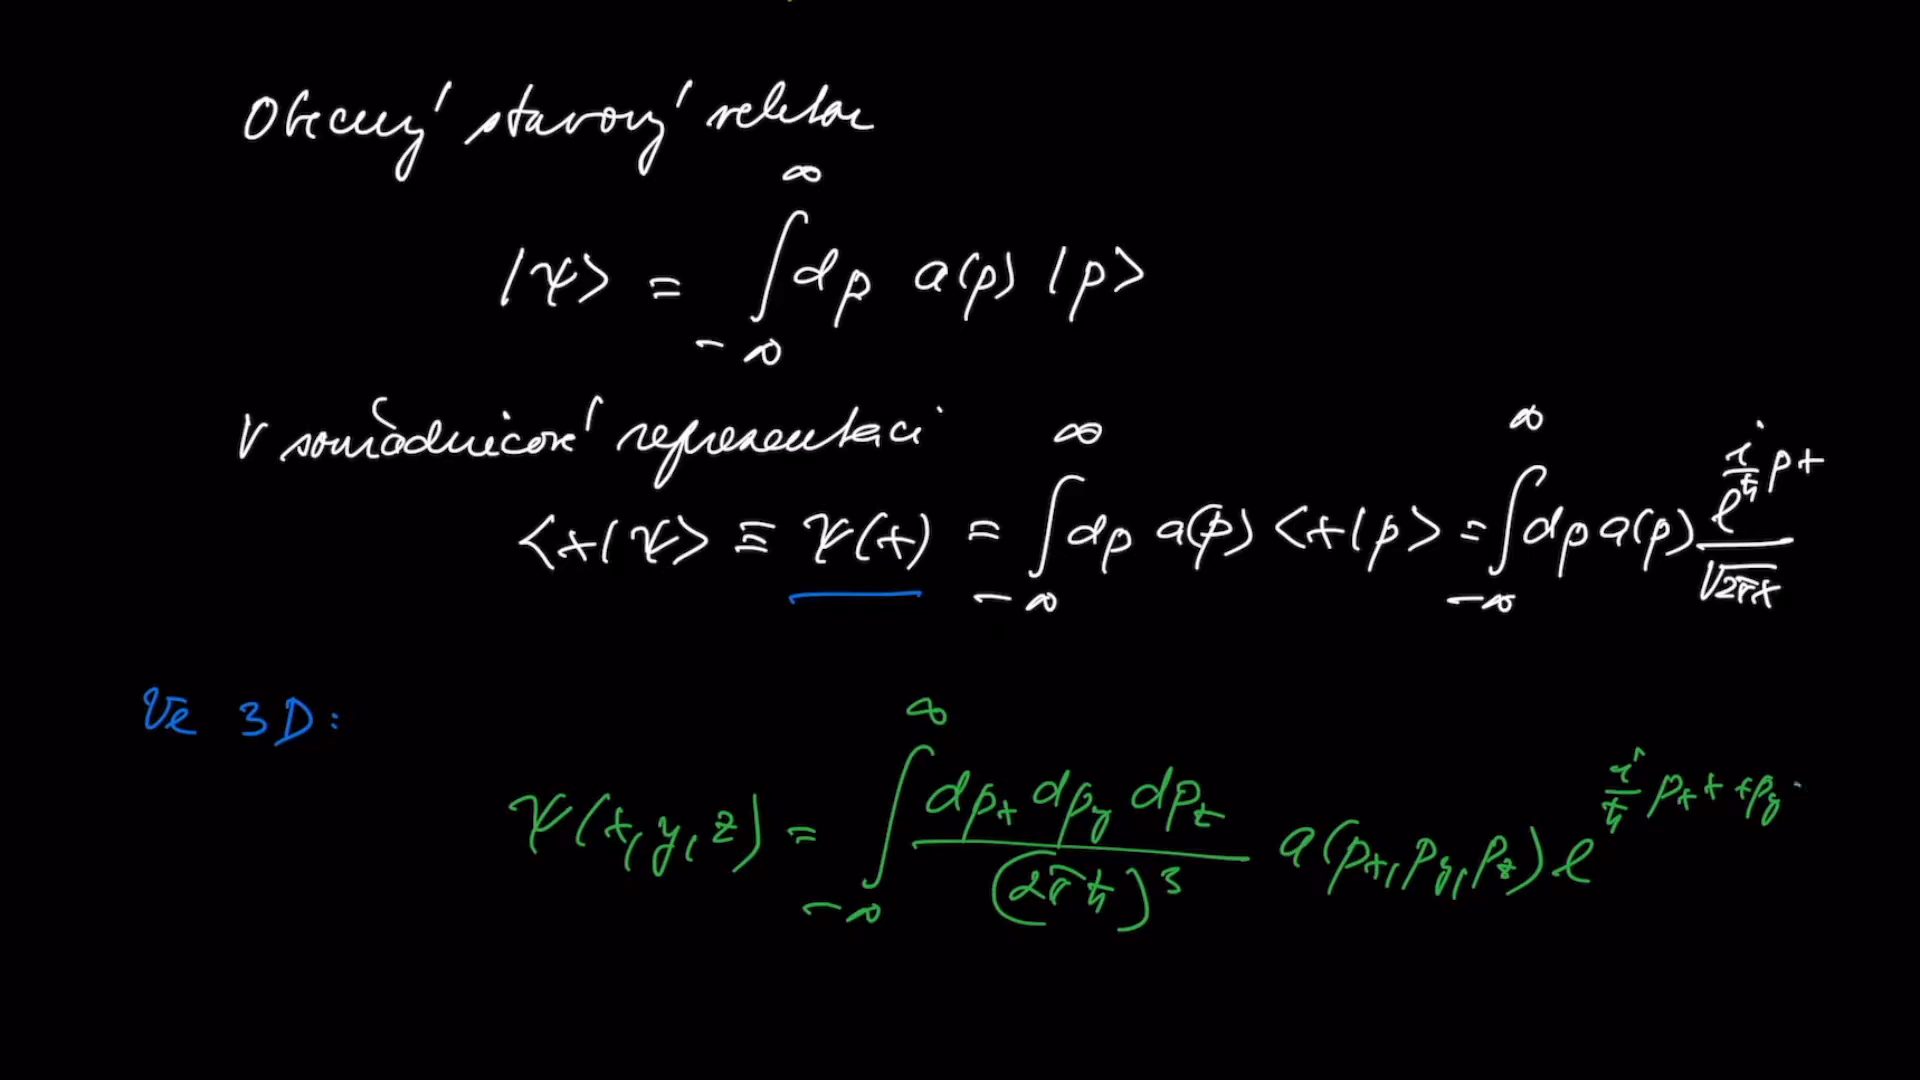 Obecný stavový vektor
|ψ> = ∫_{-∞}^{∞} dp a(p) |p>
V souřadnicové reprezentaci
<x|ψ> ≡ ψ(x) = ∫_{-∞}^{∞} dp a(p) <x|p> = ∫_{-∞}^{∞} dp a(p) e^{i/ħ px} / √2πħ
Ve 3D:
ψ(x, y, z) = ∫_{-∞}^{∞} dp_x dp_y dp_z / (2πħ)^3 a(p_x, p_y, p_z) e^{i/ħ p_x x + p_y